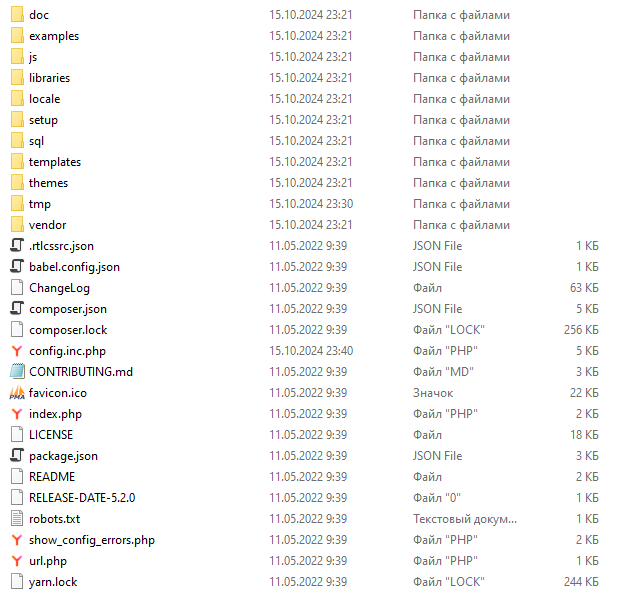 doc 15.10.2024 23:21 Папка с файлами
examples 15.10.2024 23:21 Папка с файлами
js 15.10.2024 23:21 Папка с файлами
libraries 15.10.2024 23:21 Папка с файлами
locale 15.10.2024 23:21 Папка с файлами
setup 15.10.2024 23:21 Папка с файлами
sql 15.10.2024 23:21 Папка с файлами
templates 15.10.2024 23:21 Папка с файлами
themes 15.10.2024 23:21 Папка с файлами
tmp 15.10.2024 23:30 Папка с файлами
vendor 15.10.2024 23:21 Папка с файлами
.rtlcssrc.json 11.05.2022 9:39 JSON File 1 КБ
babel.config.json 11.05.2022 9:39 JSON File 1 КБ
ChangeLog 11.05.2022 9:39 Файл 63 КБ
composer.json 11.05.2022 9:39 JSON File 5 КБ
composer.lock 11.05.2022 9:39 Файл "LOCK" 256 КБ
config.inc.php 15.10.2024 23:40 Файл "PHP" 5 КБ
CONTRIBUTING.md 11.05.2022 9:39 Файл "MD" 3 КБ
PMA favicon.ico 11.05.2022 9:39 Значок 22 КБ
index.php 11.05.2022 9:39 Файл "PHP" 2 КБ
LICENSE 11.05.2022 9:39 Файл 18 КБ
package.json 11.05.2022 9:39 JSON File 3 КБ
README 11.05.2022 9:39 Файл 2 КБ
RELEASE-DATE-5.2.0 11.05.2022 9:39 Файл "0" 1 КБ
robots.txt 11.05.2022 9:39 Текстовый докум... 1 КБ
show_config_errors.php 11.05.2022 9:39 Файл "PHP" 2 КБ
url.php 11.05.2022 9:39 Файл "PHP" 1 КБ
yarn.lock 11.05.2022 9:39 Файл "LOCK" 244 КБ